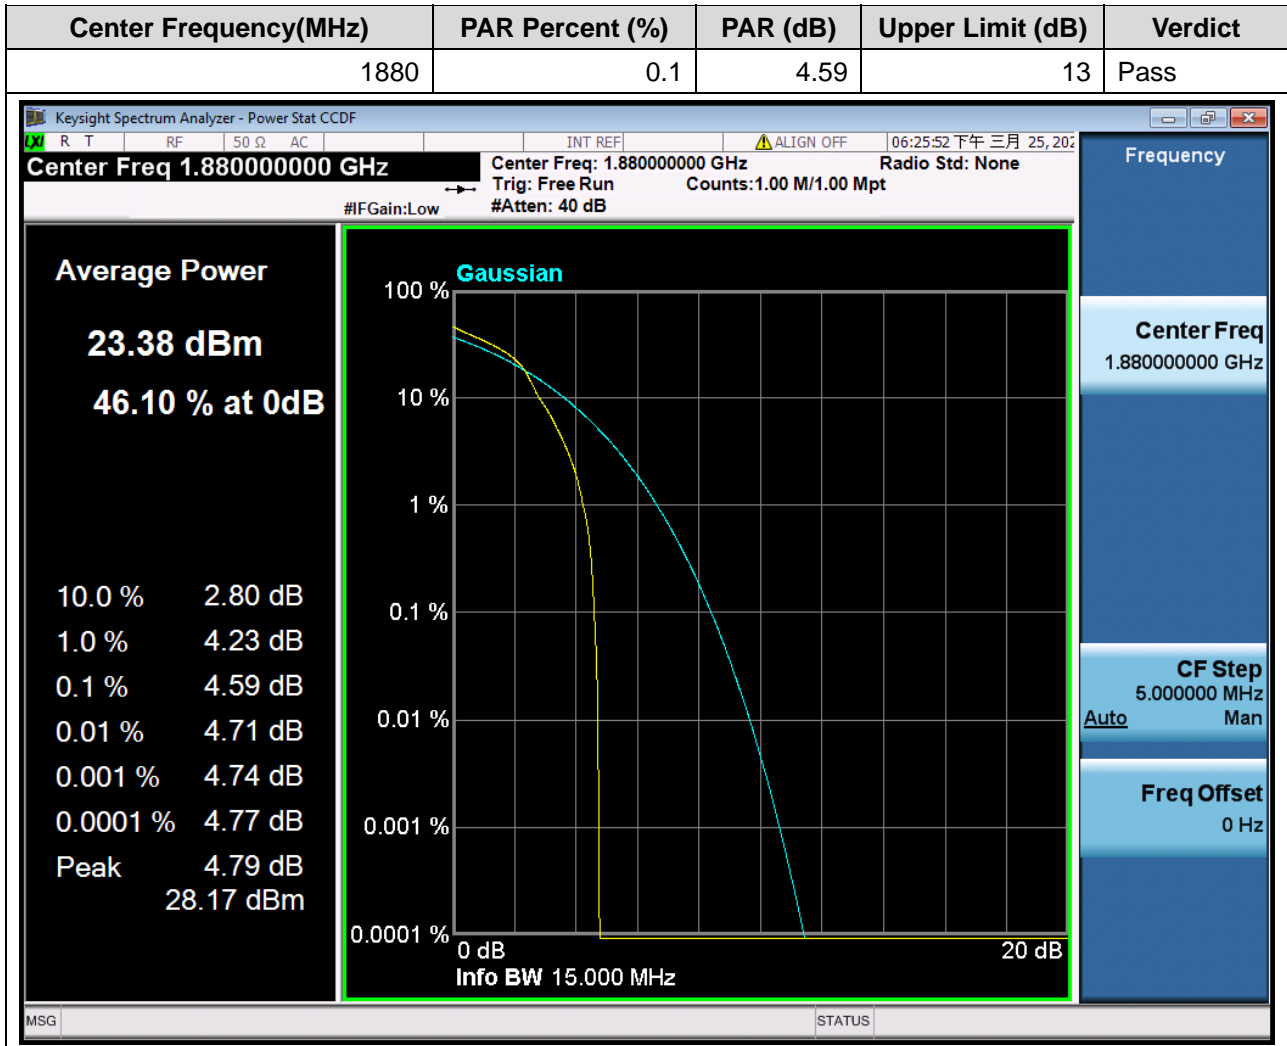 Center Frequency(MHz) PAR Percent (%) PAR (dB) Upper Limit (dB) Verdict
1880 0.1 4.59 13 Pass
Keysight Spectrum Analyzer - Power Stat CCDF
LXI R T RF 50 Ω AC INT REF ALIGN OFF 06:25:52 下午 三月 25, 202
Center Freq 1.880000000 GHz
Center Freq: 1.880000000 GHz Radio Std: None
Trig: Free Run Counts:1.00 M/1.00 Mpt
#IFGain:Low #Atten: 40 dB
Average Power
23.38 dBm
46.10 % at 0dB
10.0 % 2.80 dB
1.0 % 4.23 dB
0.1 % 4.59 dB
0.01 % 4.71 dB
0.001 % 4.74 dB
0.0001 % 4.77 dB
Peak 4.79 dB
28.17 dBm
Gaussian
100 %
10 %
1 %
0.1 %
0.01 %
0.001 %
0.0001 %
0 dB 20 dB
Info BW 15.000 MHz
Frequency
Center Freq
1.880000000 GHz
CF Step
5.000000 MHz
Auto Man
Freq Offset
0 Hz
MSG STATUS